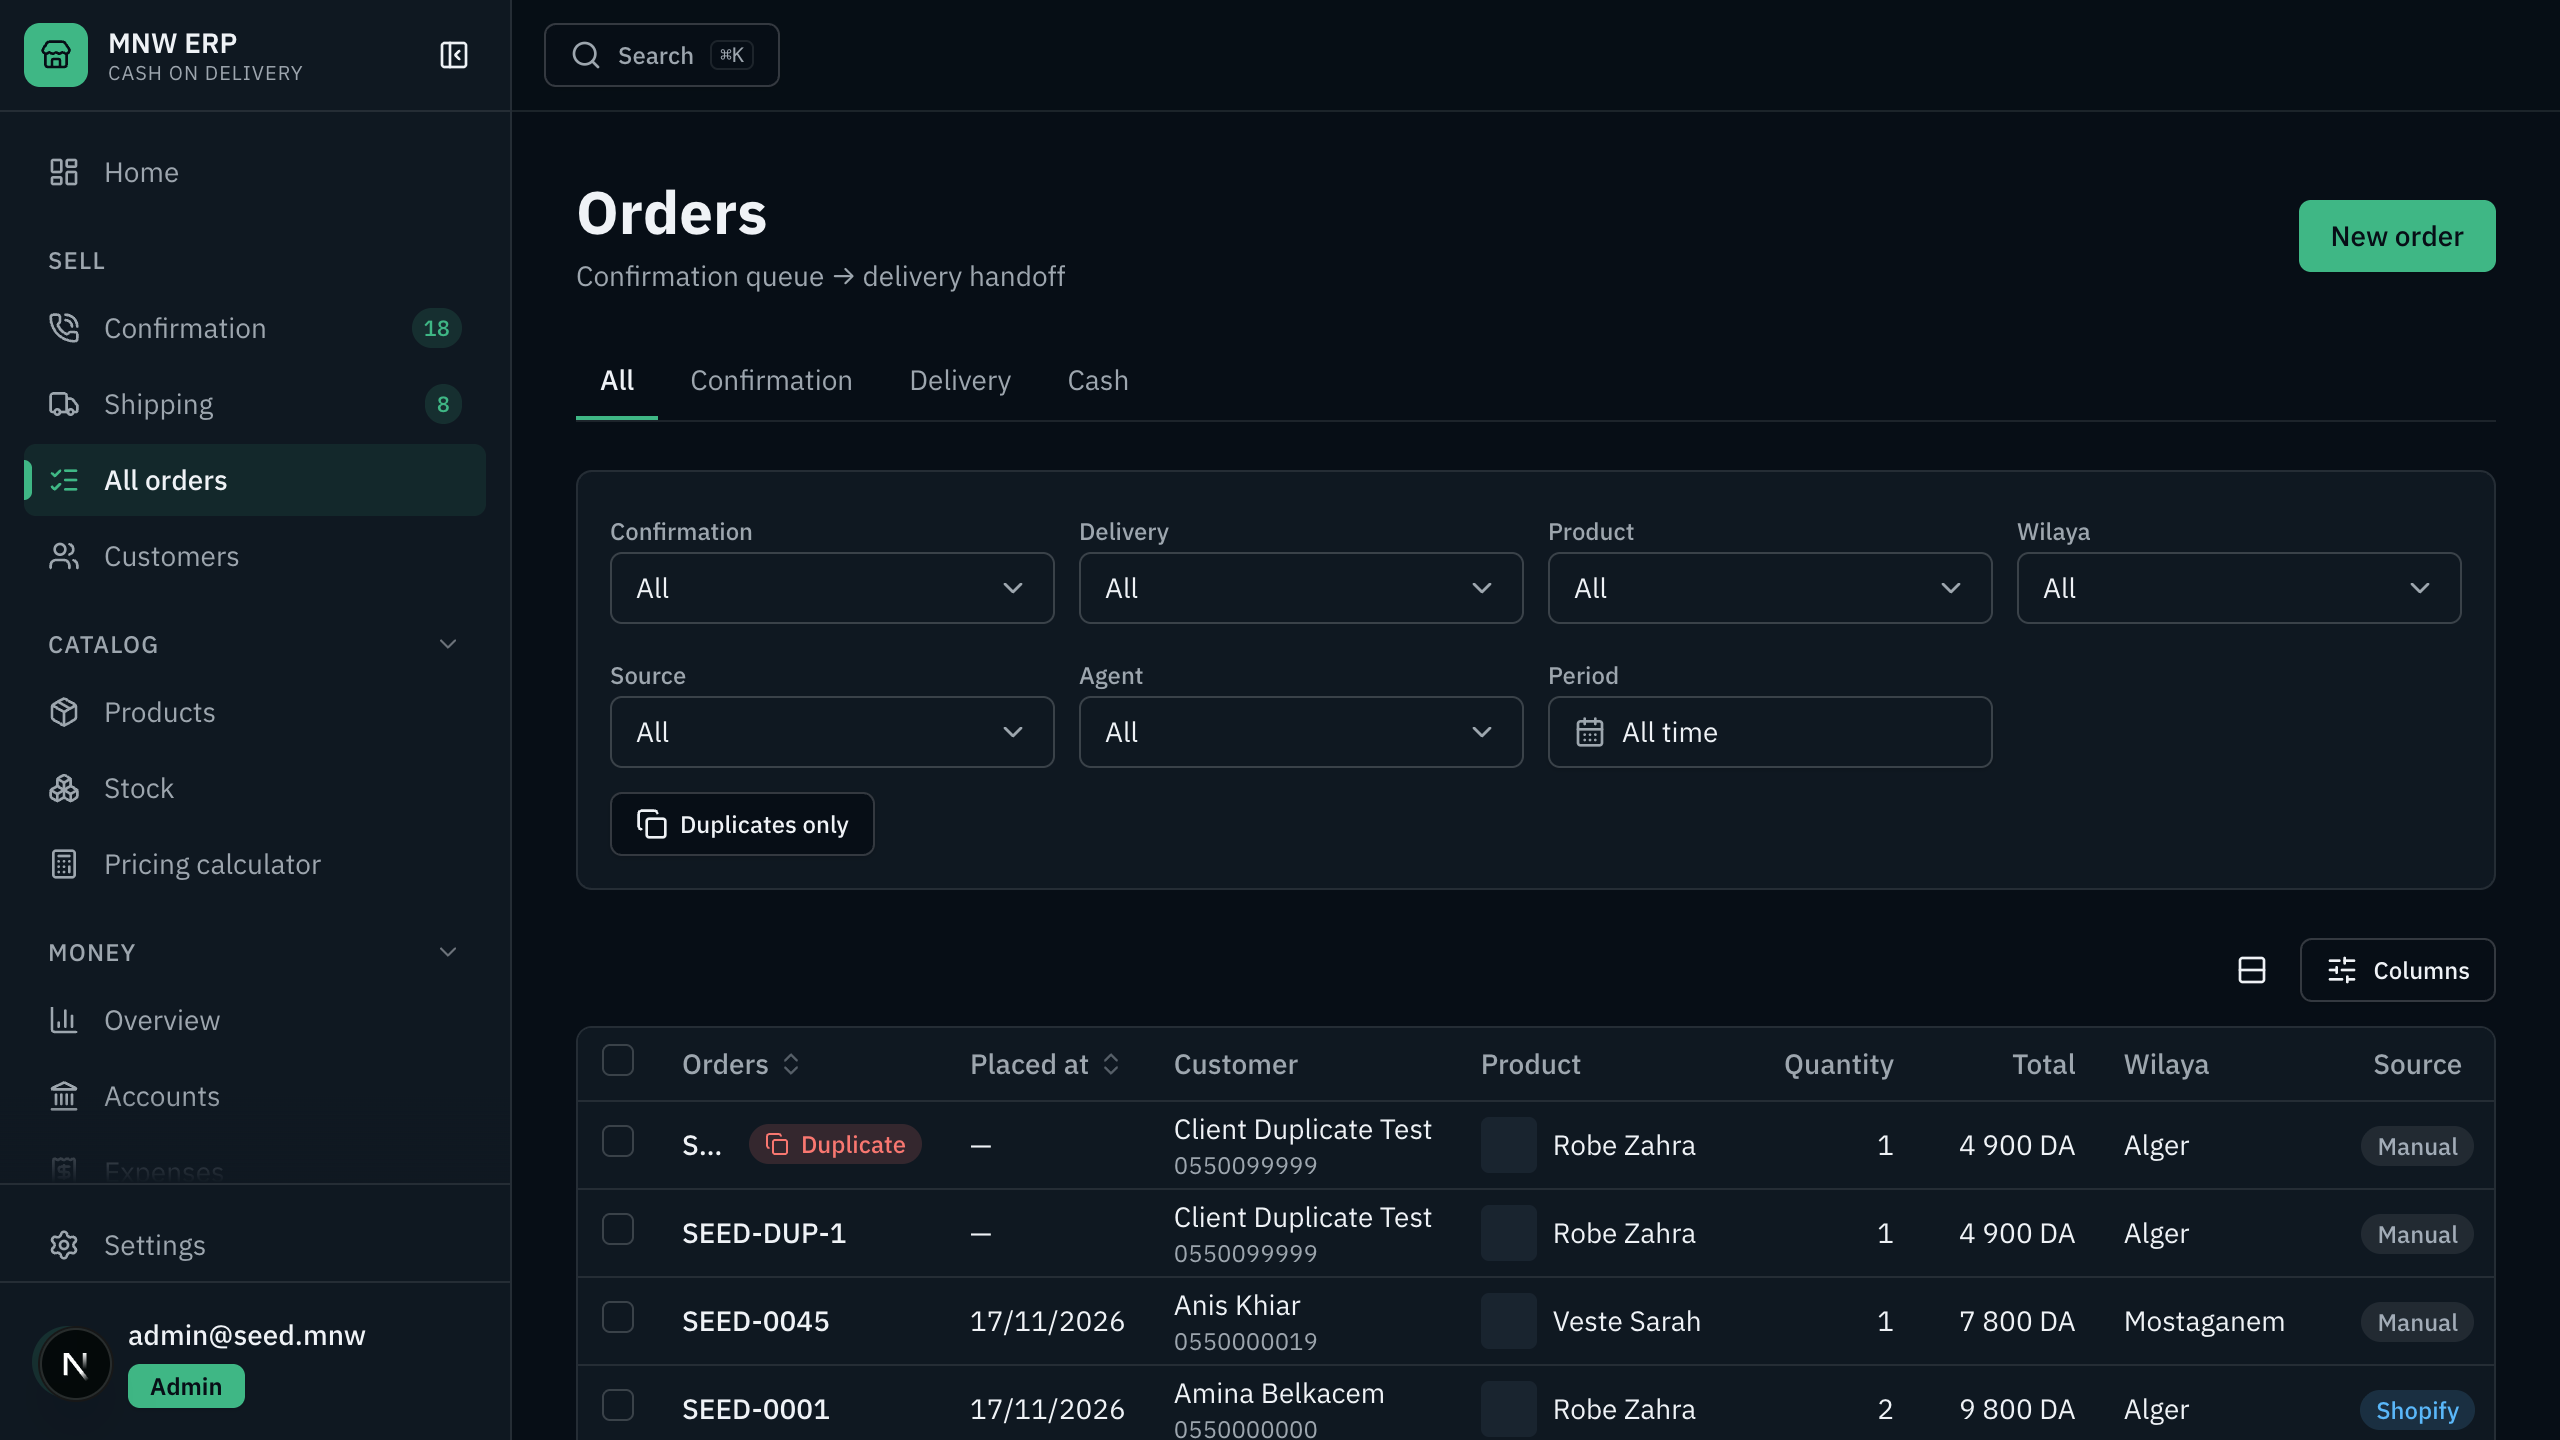 MNW ERP
CASH ON DELIVERY
Search ⌘K
Home
SELL
Confirmation 18
Shipping 8
All orders
Customers
CATALOG
Products
Stock
Pricing calculator
MONEY
Overview
Accounts
Expenses
Settings
N
admin@seed.mnw
Admin
Orders
Confirmation queue → delivery handoff
New order
All Confirmation Delivery Cash
Confirmation Delivery Product Wilaya
All All All All
Source Agent Period
All All All time
Duplicates only
Columns
Orders Placed at Customer Product Quantity Total Wilaya Source
S... Duplicate — Client Duplicate Test Robe Zahra 1 4 900 DA Alger Manual
0550099999
SEED-DUP-1 — Client Duplicate Test Robe Zahra 1 4 900 DA Alger Manual
0550099999
SEED-0045 17/11/2026 Anis Khiar Veste Sarah 1 7 800 DA Mostaganem Manual
0550000019
SEED-0001 17/11/2026 Amina Belkacem Robe Zahra 2 9 800 DA Alger Shopify
0550000000